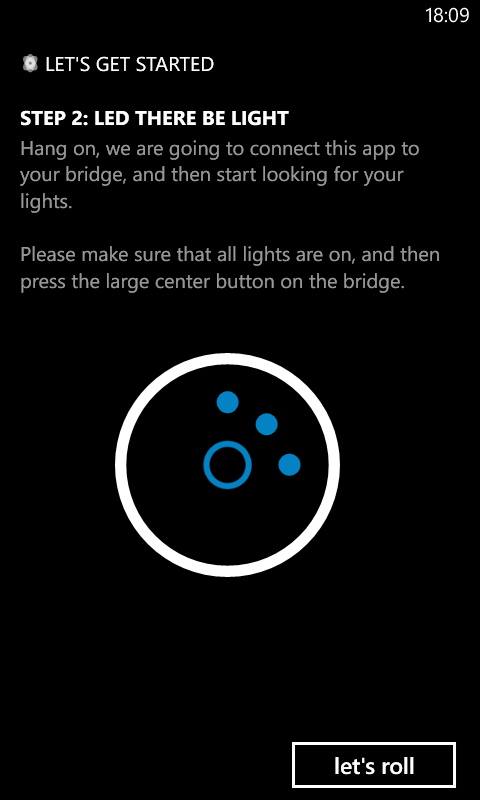 18:09
LET'S GET STARTED
STEP 2: LED THERE BE LIGHT
Hang on, we are going to connect this app to
your bridge, and then start looking for your
lights.
Please make sure that all lights are on, and then
press the large center button on the bridge.
let's roll